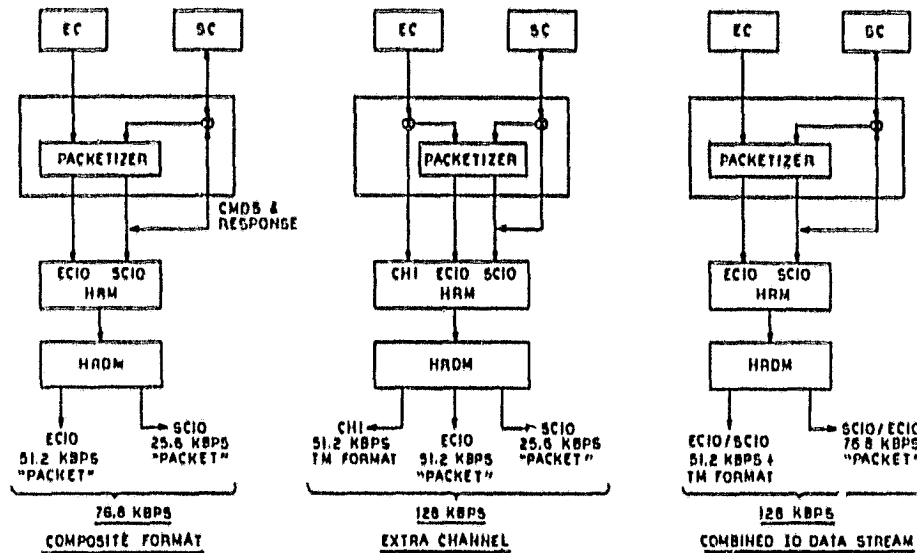 EC SC
PACKETIZER
CMDS & RESPONSE
ECIO SCIO
HRM
HRDM
ECIO
51.2 KBPS
"PACKET"
SCIO
25.6 KBPS
"PACKET"
76.8 KBPS
COMPOSITE FORMAT
EC SC
PACKETIZER
CHI ECIO SCIO
HRM
HRDM
CHI
51.2 KBPS
TM FORMAT
ECIO
51.2 KBPS
"PACKET"
SCIO
25.6 KBPS
"PACKET"
128 KBPS
EXTRA CHANNEL
EC SC
PACKETIZER
ECIO SCIO
HRM
HRDM
ECIO/SCIO
51.2 KBPS +
TM FORMAT
SCIO/ECIO
76.8 KBPS
"PACKET"
128 KBPS
COMBINED IO DATA STREAM